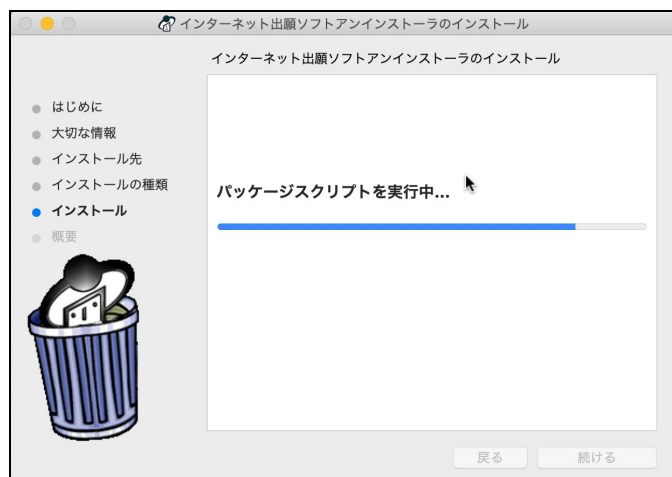 インターネット出願ソフトアンインストーラのインストール
インターネット出願ソフトアンインストーラのインストール
はじめに
大切な情報
インストール先
インストールの種類
インストール
概要
パッケージスクリプトを実行中...
戻る
続ける